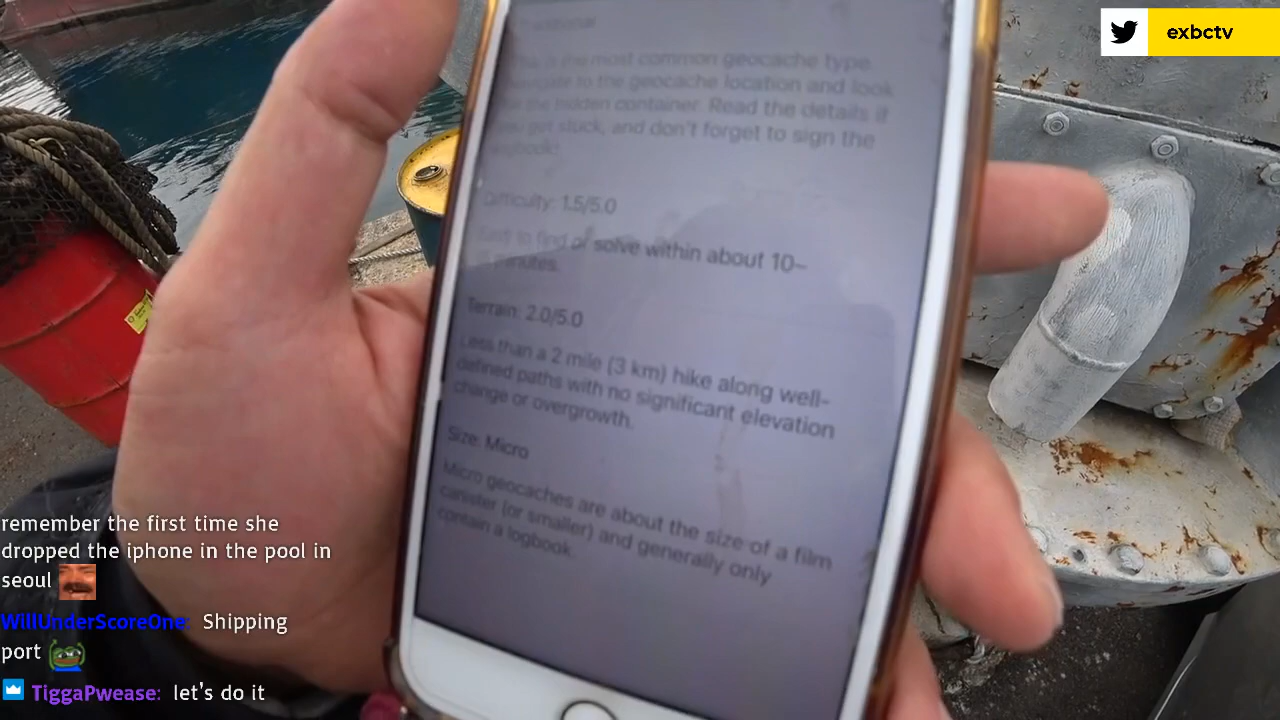 exbctv
is the most common geocache type.
to the geocache location and look
the hidden container. Read the details if
you get stuck, and don't forget to sign the
Difficulty: 1.5/5.0
Easy to find or solve within about 10–
minutes.
Terrain: 2.0/5.0
Less than a 2 mile (3 km) hike along well-
defined paths with no significant elevation
change or overgrowth.
Size: Micro
Micro geocaches are about the size of a film
canister (or smaller) and generally only
contain a logbook.
remember the first time she
dropped the iphone in the pool in
seoul
WillUnderScoreOne: Shipping
port
TiggaPwease: let's do it